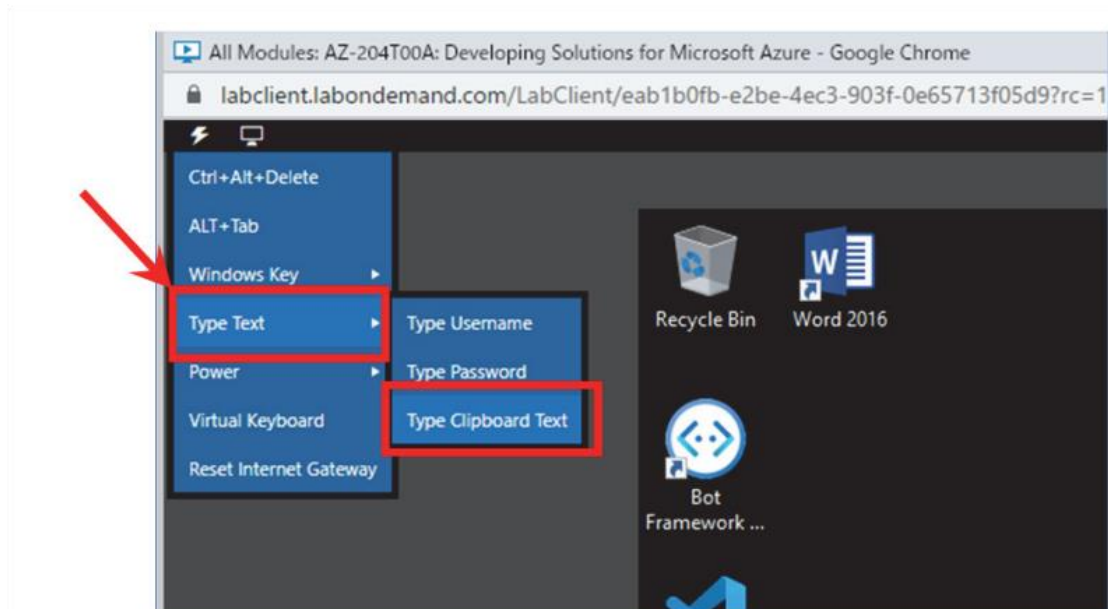 All Modules: AZ-204T00A: Developing Solutions for Microsoft Azure - Google Chrome
labclient.labondemand.com/LabClient/eab1b0fb-e2be-4ec3-903f-0e65713f05d9?rc=1
Ctrl+Alt+Delete
ALT+Tab
Windows Key
Type Text
Power
Virtual Keyboard
Reset Internet Gateway
Type Username
Type Password
Type Clipboard Text
Recycle Bin
Word 2016
Bot
Framework ...